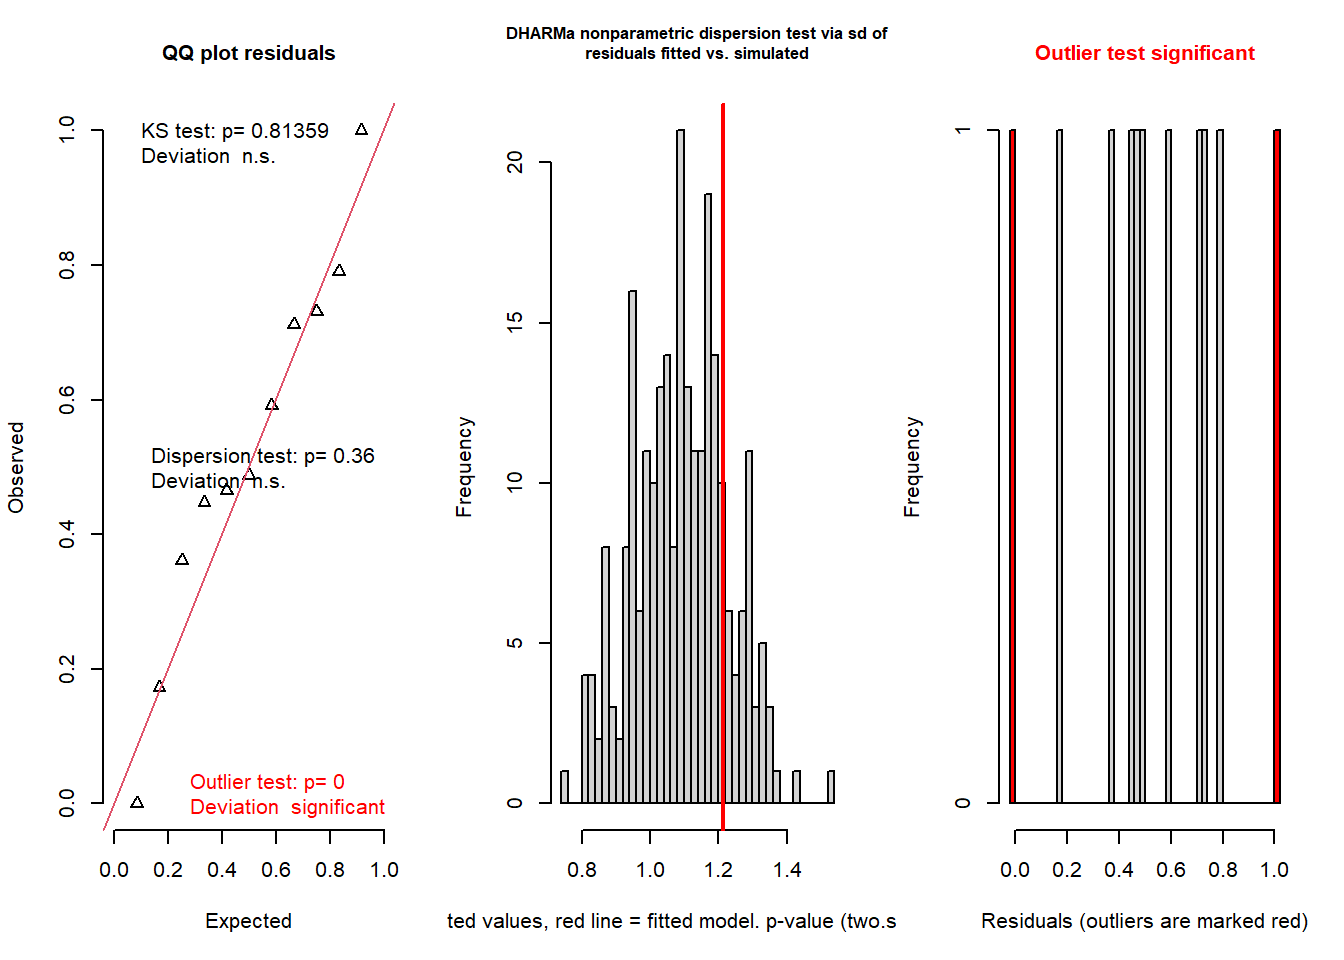 QQ plot residuals
KS test: p= 0.81359
Deviation  n.s.
Dispersion test: p= 0.36
Deviation  n.s.
Outlier test: p= 0
Deviation  significant
Observed
0.0 0.2 0.4 0.6 0.8 1.0
0.0 0.2 0.4 0.6 0.8 1.0
Expected
DHARMa nonparametric dispersion test via sd of
residuals fitted vs. simulated
Frequency
0 5 10 15 20
0.8 1.0 1.2 1.4
ted values, red line = fitted model. p-value (two.s
Outlier test significant
Frequency
0 1
0.0 0.2 0.4 0.6 0.8 1.0
Residuals (outliers are marked red)